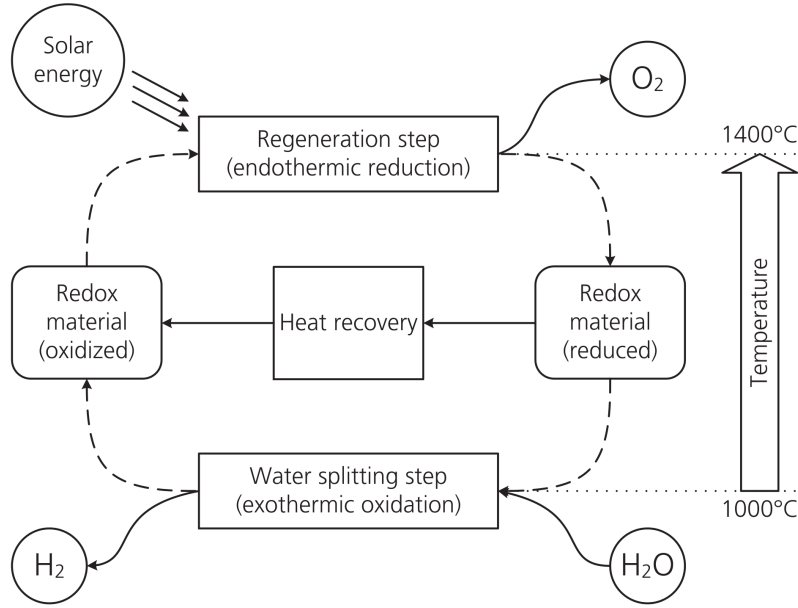 Solar
energy
O₂
1400°C
Regeneration step
(endothermic reduction)
Redox
material
(oxidized)
Heat recovery
Redox
material
(reduced)
Temperature
Water splitting step
(exothermic oxidation)
1000°C
H₂
H₂O